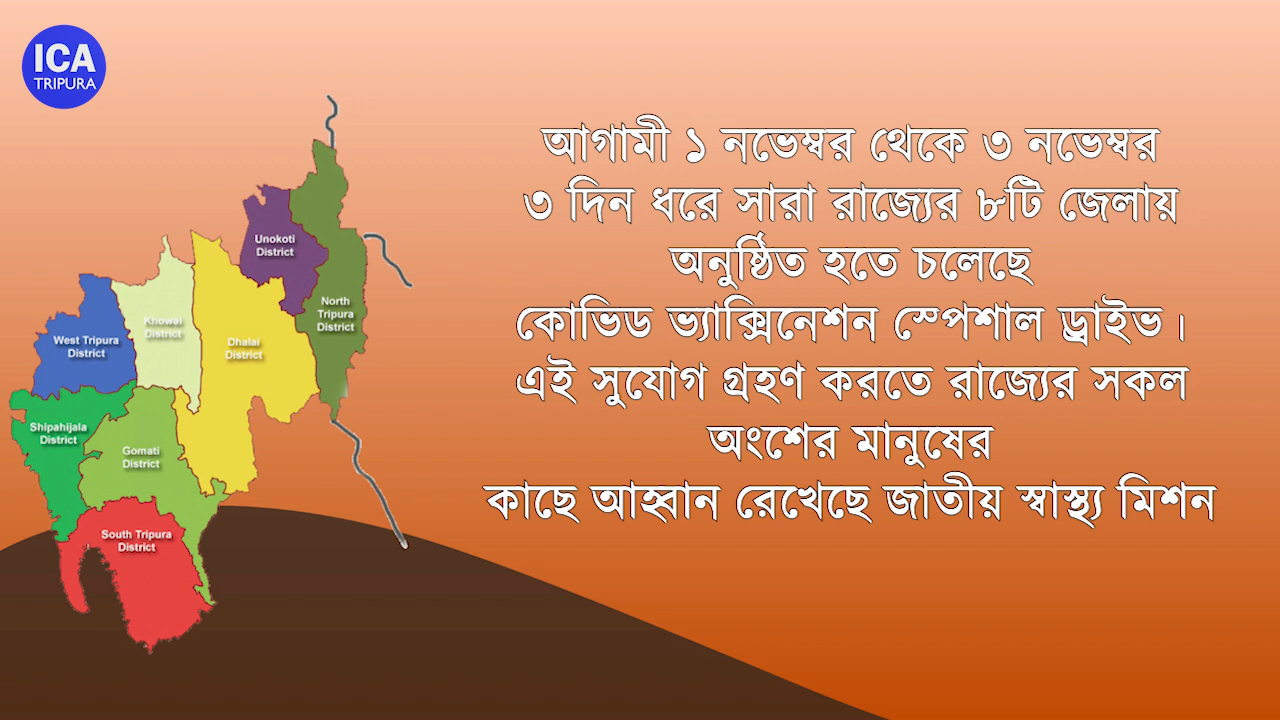 ICA
TRIPURA
আগামী ১ নভেম্বর থেকে ৩ নভেম্বর
৩ দিন ধরে সারা রাজ্যের ৮টি জেলায়
অনুষ্ঠিত হতে চলেছে
কোভিড ভ্যাক্সিনেশন স্পেশাল ড্রাইভ।
এই সুযোগ গ্রহণ করতে রাজ্যের সকল
অংশের মানুষের
কাছে আহ্বান রেখেছে জাতীয় স্বাস্থ্য মিশন
Unokoti
District
North
Tripura
District
Khowai
District
West Tripura
District
Dhalai
District
Shipahijala
District
Gomati
District
South Tripura
District